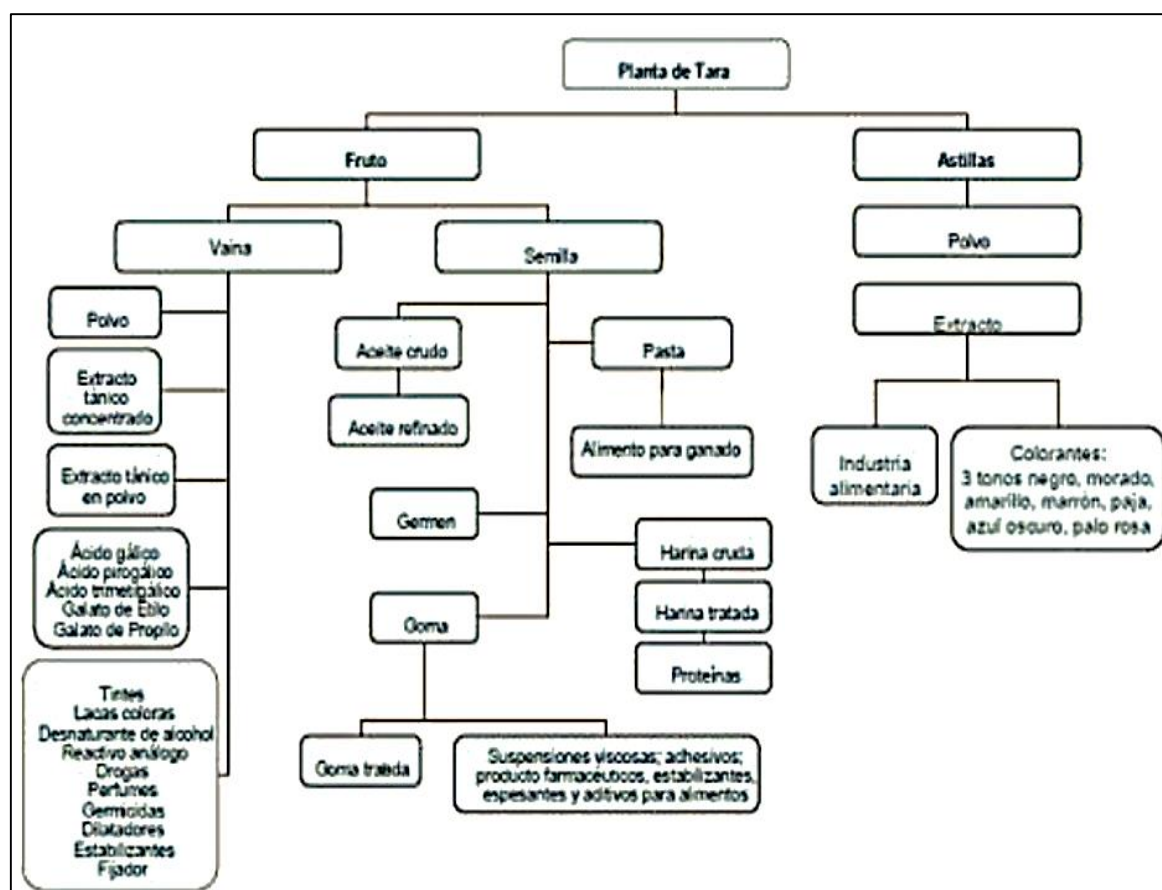 Planta de Tara
Fruto
Astillas
Vaina
Semilla
Polvo
Polvo
Extracto
tánico
concentrado
Extracto tánico
en polvo
Ácido gálico
Ácido pirogálico
Ácido trimetigálico
Galato de Etilo
Galato de Propilo
Tintes
Lacas coloras
Desnaturante de alcohol
Reactivo análogo
Drogas
Perfumes
Germicidas
Dilatadores
Estabilizantes
Fijador
Aceite crudo
Aceite refinado
Pasta
Alimento para ganado
Germen
Harina cruda
Harina tratada
Proteínas
Goma
Goma tratada
Suspensiones viscosas; adhesivos;
producto farmacéuticos, estabilizantes,
espesantes y aditivos para alimentos
Extracto
Industria
alimentaria
Colorantes:
3 tonos negro, morado,
amarillo, marrón, paja,
azul oscuro, palo rosa